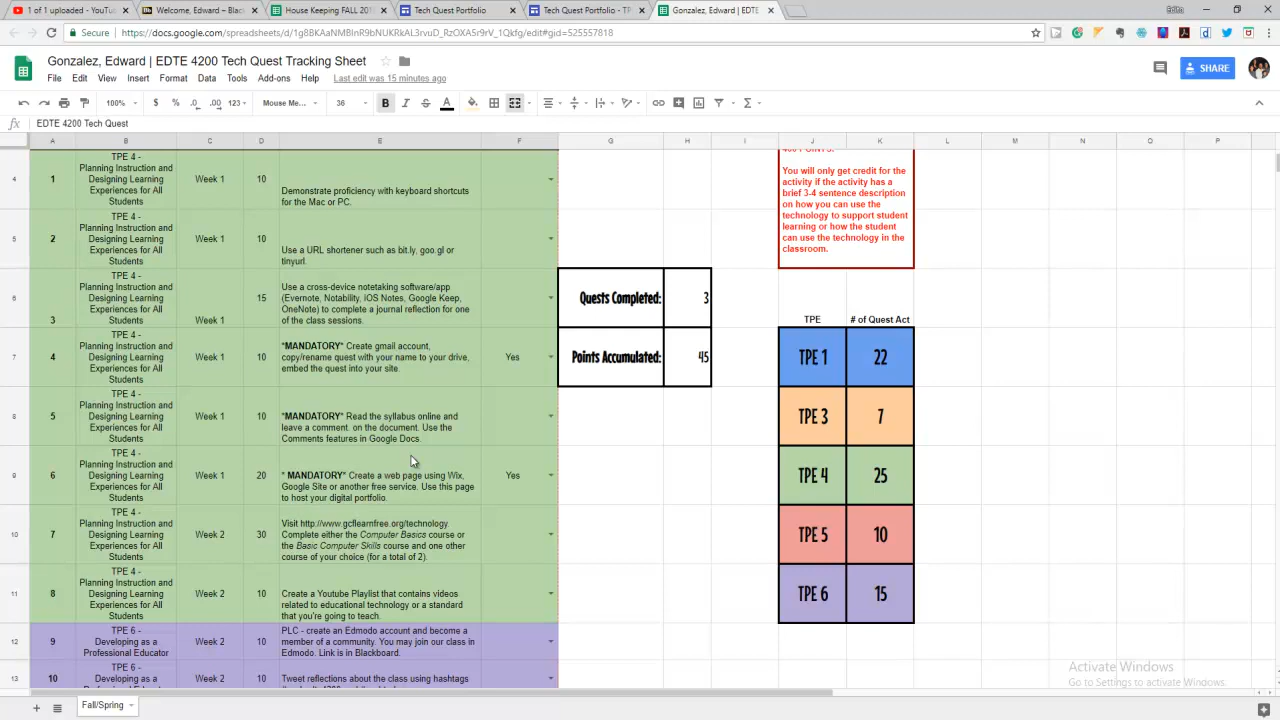 1 of 1 uploaded - YouTu
Welcome, Edward – Black
House Keeping FALL 2018
Tech Quest Portfolio
Tech Quest Portfolio - TPE
Gonzalez, Edward | EDTE
Secure
https://docs.google.com/spreadsheets/d/1g8BKAaNMBInR9bNUKRkAL3rvuD_RzOXA5r9rV_1Qkfg/edit#gid=525557818
Gonzalez, Edward | EDTE 4200 Tech Quest Tracking Sheet
File Edit View Insert Format Data Tools Add-ons Help Last edit was 15 minutes ago
SHARE
100% $ % .0 .00 123 Mouse Me... 36 B I S A
fx EDTE 4200 Tech Quest
A B C D E F G H I J K L M N O P
4
1
TPE 4 -
Planning Instruction and
Designing Learning
Experiences for All
Students
Week 1
10
Demonstrate proficiency with keyboard shortcuts
for the Mac or PC.
5
2
TPE 4 -
Planning Instruction and
Designing Learning
Experiences for All
Students
Week 1
10
Use a URL shortener such as bit.ly, goo.gl or
tinyurl.
6
3
TPE 4 -
Planning Instruction and
Designing Learning
Experiences for All
Students
Week 1
15
Use a cross-device notetaking software/app
(Evernote, Notability, iOS Notes, Google Keep,
OneNote) to complete a journal reflection for one
of the class sessions.
7
4
TPE 4 -
Planning Instruction and
Designing Learning
Experiences for All
Students
Week 1
10
*MANDATORY* Create gmail account,
copy/rename quest with your name to your drive,
embed the quest into your site.
Yes
8
5
TPE 4 -
Planning Instruction and
Designing Learning
Experiences for All
Students
Week 1
10
*MANDATORY* Read the syllabus online and
leave a comment on the document. Use the
Comments features in Google Docs.
9
6
TPE 4 -
Planning Instruction and
Designing Learning
Experiences for All
Students
Week 1
20
* MANDATORY* Create a web page using Wix,
Google Site or another free service. Use this page
to host your digital portfolio.
Yes
10
7
TPE 4 -
Planning Instruction and
Designing Learning
Experiences for All
Students
Week 2
30
Visit http://www.gcflearnfree.org/technology
Complete either the Computer Basics course or
the Basic Computer Skills course and one other
course of your choice (for a total of 2).
11
8
TPE 4 -
Planning Instruction and
Designing Learning
Experiences for All
Students
Week 2
10
Create a Youtube Playlist that contains videos
related to educational technology or a standard
that you're going to teach.
12
9
TPE 6 -
Developing as a
Professional Educator
Week 2
10
PLC - create an Edmodo account and become a
member of a community. You may join our class in
Edmodo. Link is in Blackboard.
13
10
TPE 6 -
Developing as a
Week 2
10
Tweet reflections about the class using hashtags
Quests Completed: 3
Points Accumulated: 45
400 POINTS.
You will only get credit for the
activity if the activity has a
brief 3-4 sentence description
on how you can use the
technology to support student
learning or how the student
can use the technology in the
classroom.
TPE # of Quest Act
TPE 1 22
TPE 3 7
TPE 4 25
TPE 5 10
TPE 6 15
Activate Windows
Go to Settings to activate Windows.
Fall/Spring